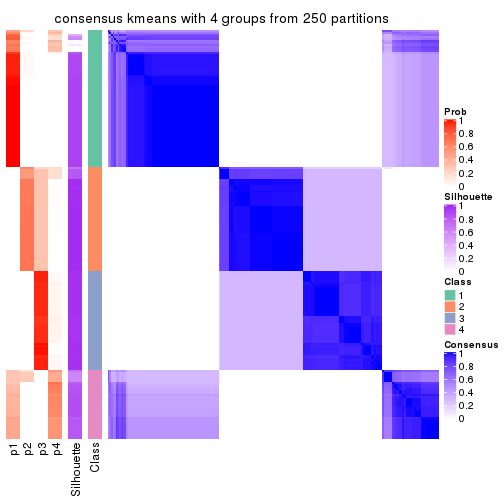 consensus kmeans with 4 groups from 250 partitions
Prob
1
0.8
0.6
0.4
0.2
0
Silhouette
1
0.8
0.6
0.4
0.2
0
Class
1
2
3
4
Consensus
1
0.8
0.6
0.4
0.2
0
p1
p2
p3
p4
Silhouette
Class